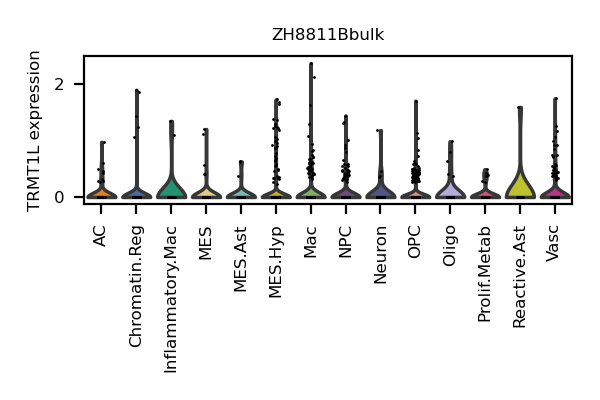 ZH8811Bbulk
TRMT1L expression
2
0
AC
Chromatin.Reg
Inflammatory.Mac
MES
MES.Ast
MES.Hyp
Mac
NPC
Neuron
OPC
Oligo
Prolif.Metab
Reactive.Ast
Vasc